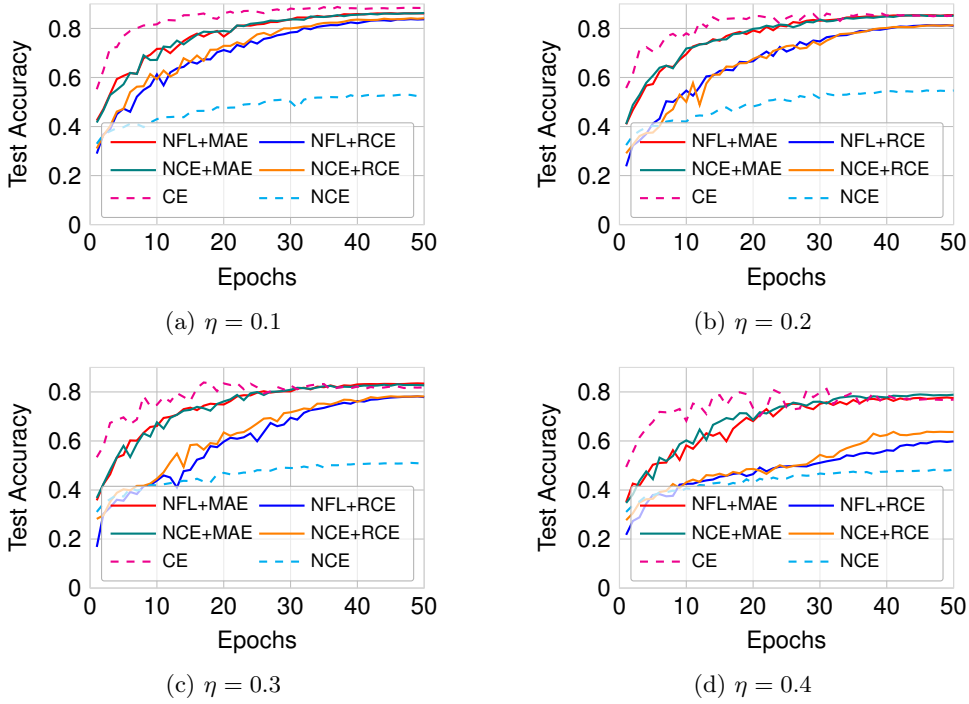 Test Accuracy
0.8
0.6
0.4
0.2
0
NFL+MAE NFL+RCE
NCE+MAE NCE+RCE
CE NCE
0 10 20 30 40 50
Epochs
(a) η = 0.1
Test Accuracy
0.8
0.6
0.4
0.2
0
NFL+MAE NFL+RCE
NCE+MAE NCE+RCE
CE NCE
0 10 20 30 40 50
Epochs
(b) η = 0.2
Test Accuracy
0.8
0.6
0.4
0.2
0
NFL+MAE NFL+RCE
NCE+MAE NCE+RCE
CE NCE
0 10 20 30 40 50
Epochs
(c) η = 0.3
Test Accuracy
0.8
0.6
0.4
0.2
0
NFL+MAE NFL+RCE
NCE+MAE NCE+RCE
CE NCE
0 10 20 30 40 50
Epochs
(d) η = 0.4